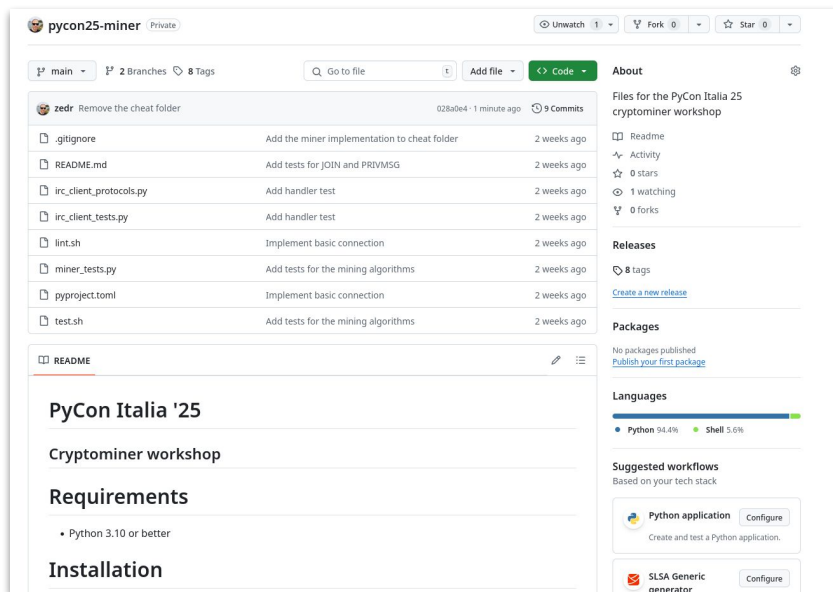 pycon25-miner Private
Unwatch 1 Fork 0 Star 0
main 2 Branches 8 Tags Go to file t Add file Code
zedr Remove the cheat folder 028a0e4 · 1 minute ago 9 Commits
.gitignore Add the miner implementation to cheat folder 2 weeks ago
README.md Add tests for JOIN and PRIVMSG 2 weeks ago
irc_client_protocols.py Add handler test 2 weeks ago
irc_client_tests.py Add handler test 2 weeks ago
lint.sh Implement basic connection 2 weeks ago
miner_tests.py Add tests for the mining algorithms 2 weeks ago
pyproject.toml Implement basic connection 2 weeks ago
test.sh Add tests for the mining algorithms 2 weeks ago
README
PyCon Italia '25
Cryptominer workshop
Requirements
• Python 3.10 or better
Installation
About
Files for the PyCon Italia 25
cryptominer workshop
Readme
Activity
0 stars
1 watching
0 forks
Releases
8 tags
Create a new release
Packages
No packages published
Publish your first package
Languages
Python 94.4% Shell 5.6%
Suggested workflows
Based on your tech stack
Python application Configure
Create and test a Python application.
SLSA Generic Configure
generator